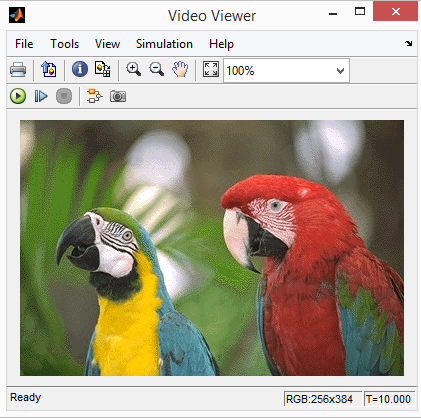 Video Viewer
File Tools View Simulation Help
100%
Ready RGB:256x384 T=10.000